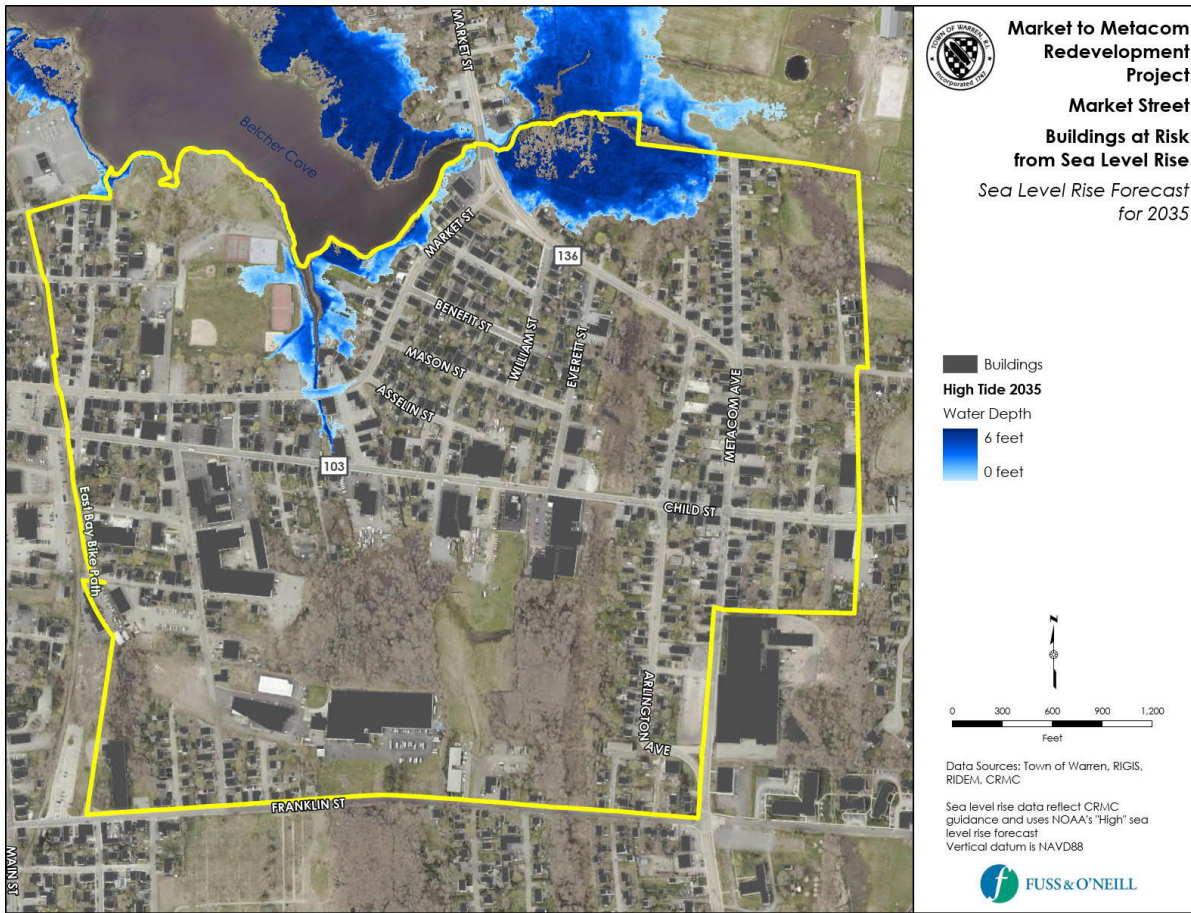 MARKET ST
Belcher Cove
MARKET ST
136
BENEFIT ST
WILLIAM ST
EVERETT ST
MASON ST
ASSELIN ST
METACOM AVE
103
CHILD ST
East Bay Bike Path
ARLINGTON AVE
FRANKLIN ST
MAIN ST
TOWN OF WARREN, R.I.
Incorporated 1747
Market to Metacom
Redevelopment
Project
Market Street
Buildings at Risk
from Sea Level Rise
Sea Level Rise Forecast
for 2035
Buildings
High Tide 2035
Water Depth
6 feet
0 feet
N
0 300 600 900 1,200
Feet
Data Sources: Town of Warren, RIGIS,
RIDEM, CRMC
Sea level rise data reflect CRMC
guidance and uses NOAA's "High" sea
level rise forecast
Vertical datum is NAVD88
f FUSS & O'NEILL